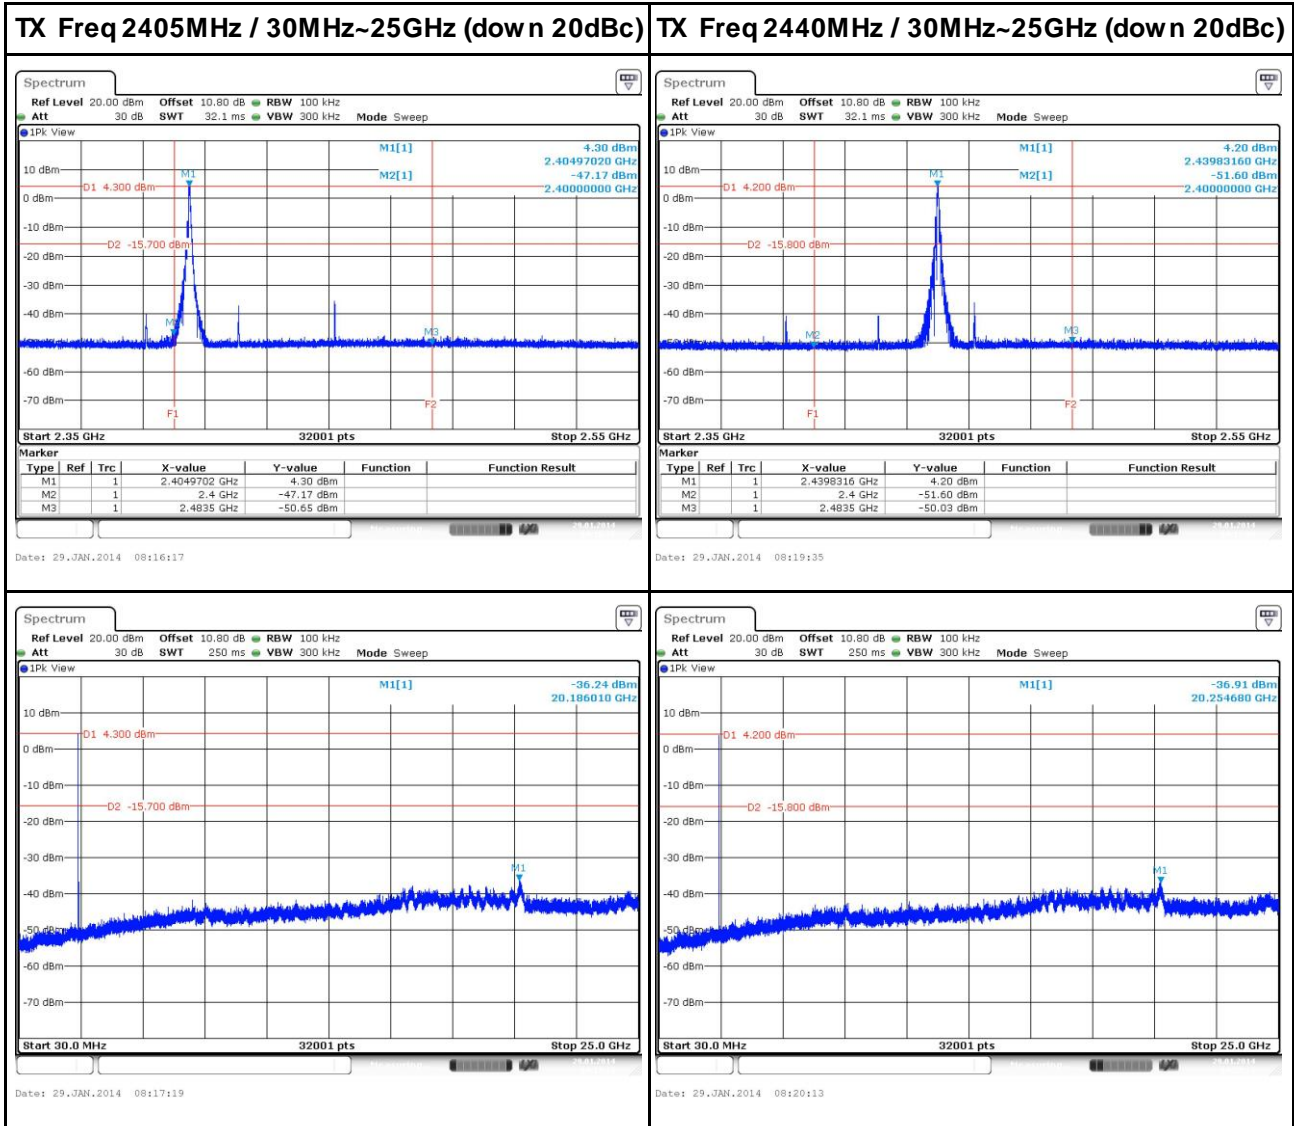 TX Freq 2405MHz / 30MHz~25GHz (down 20dBc)
TX Freq 2440MHz / 30MHz~25GHz (down 20dBc)
Spectrum
Ref Level 20.00 dBm Offset 10.80 dB RBW 100 kHz
Att 30 dB SWT 32.1 ms VBW 300 kHz Mode Sweep
1Pk View
M1[1] 4.30 dBm
2.40497020 GHz
M2[1] -47.17 dBm
2.40000000 GHz
10 dBm
M1
D1 4.300 dBm
0 dBm
-10 dBm
D2 -15.700 dBm
-20 dBm
-30 dBm
-40 dBm
M3
-60 dBm
-70 dBm
F1
F2
Start 2.35 GHz 32001 pts Stop 2.55 GHz
Marker
Type Ref Trc X-value Y-value Function Function Result
M1 1 2.4049702 GHz 4.30 dBm
M2 1 2.4 GHz -47.17 dBm
M3 1 2.4835 GHz -50.65 dBm
29.01.2014
Date: 29.JAN.2014 08:16:17
Spectrum
Ref Level 20.00 dBm Offset 10.80 dB RBW 100 kHz
Att 30 dB SWT 32.1 ms VBW 300 kHz Mode Sweep
1Pk View
M1[1] 4.20 dBm
2.43983160 GHz
M2[1] -51.60 dBm
2.40000000 GHz
10 dBm
M1
D1 4.200 dBm
0 dBm
-10 dBm
D2 -15.800 dBm
-20 dBm
-30 dBm
-40 dBm
M2
M3
-60 dBm
-70 dBm
F1
F2
Start 2.35 GHz 32001 pts Stop 2.55 GHz
Marker
Type Ref Trc X-value Y-value Function Function Result
M1 1 2.4398316 GHz 4.20 dBm
M2 1 2.4 GHz -51.60 dBm
M3 1 2.4835 GHz -50.03 dBm
29.01.2014
Date: 29.JAN.2014 08:19:35
Spectrum
Ref Level 20.00 dBm Offset 10.80 dB RBW 100 kHz
Att 30 dB SWT 250 ms VBW 300 kHz Mode Sweep
1Pk View
M1[1] -36.24 dBm
20.186010 GHz
10 dBm
D1 4.300 dBm
0 dBm
-10 dBm
D2 -15.700 dBm
-20 dBm
-30 dBm
M1
-40 dBm
-50 dBm
-60 dBm
-70 dBm
Start 30.0 MHz 32001 pts Stop 25.0 GHz
Date: 29.JAN.2014 08:17:19
Spectrum
Ref Level 20.00 dBm Offset 10.80 dB RBW 100 kHz
Att 30 dB SWT 250 ms VBW 300 kHz Mode Sweep
1Pk View
M1[1] -36.91 dBm
20.254680 GHz
10 dBm
D1 4.200 dBm
0 dBm
-10 dBm
D2 -15.800 dBm
-20 dBm
-30 dBm
M1
-40 dBm
-50 dBm
-60 dBm
-70 dBm
Start 30.0 MHz 32001 pts Stop 25.0 GHz
Date: 29.JAN.2014 08:20:13